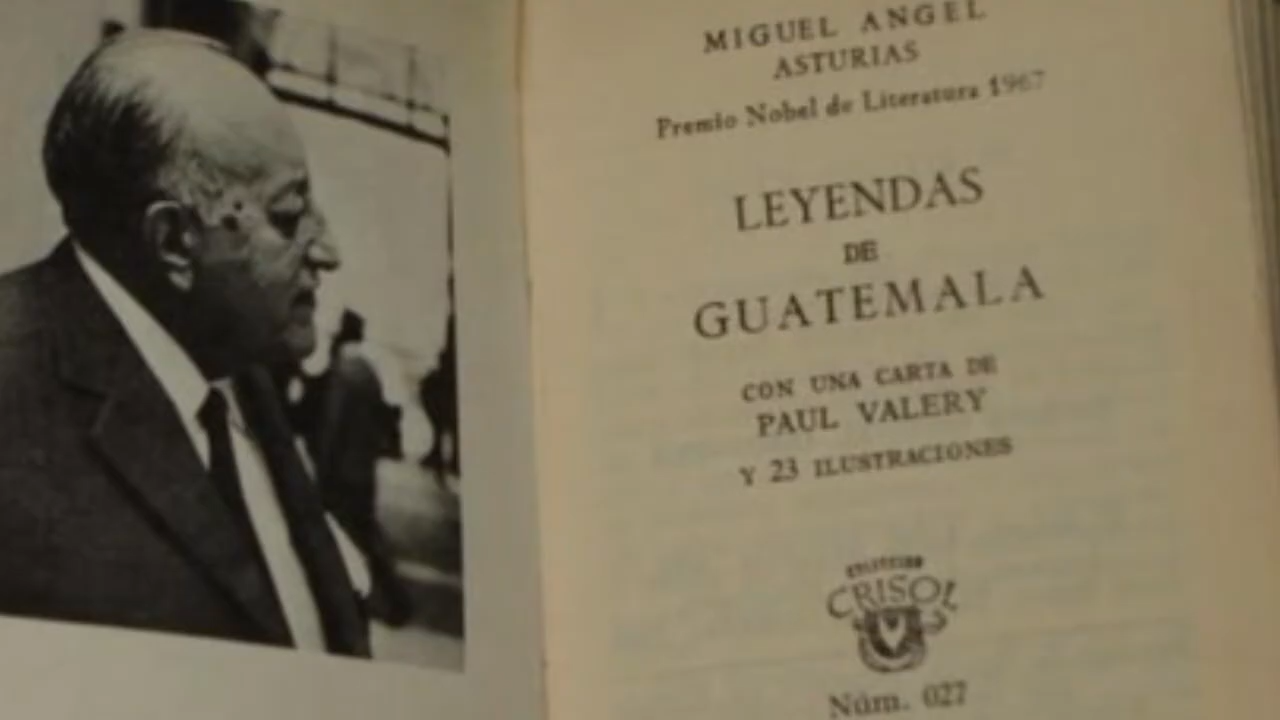 MIGUEL ANGEL
ASTURIAS
Premio Nobel de Literatura 1967
LEYENDAS
DE
GUATEMALA
CON UNA CARTA DE
PAUL VALERY
Y 23 ILUSTRACIONES
COLECCION
CRISOL
Núm. 027